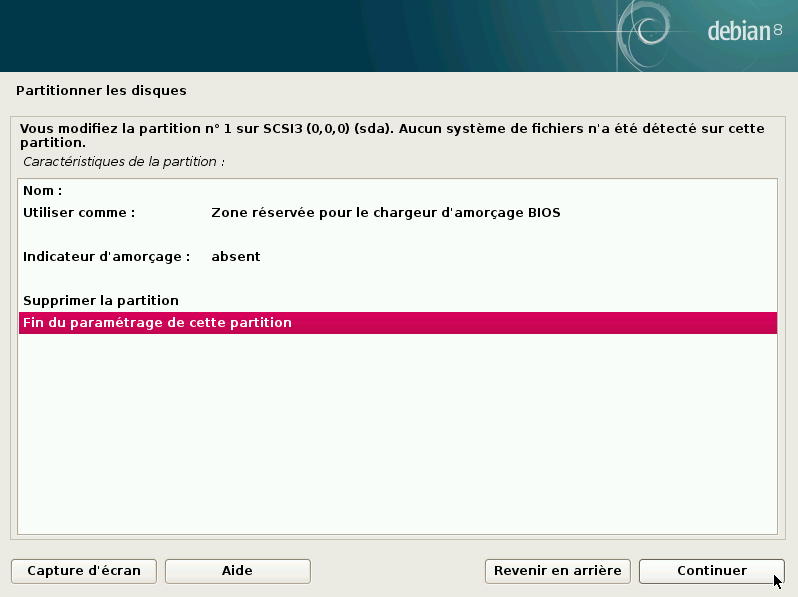 debian 8
Partitionner les disques
Vous modifiez la partition n° 1 sur SCSI3 (0,0,0) (sda). Aucun système de fichiers n'a été détecté sur cette
partition.
Caractéristiques de la partition :
Nom :
Utiliser comme : Zone réservée pour le chargeur d'amorçage BIOS
Indicateur d'amorçage : absent
Supprimer la partition
Fin du paramétrage de cette partition
Capture d'écran Aide Revenir en arrière Continuer